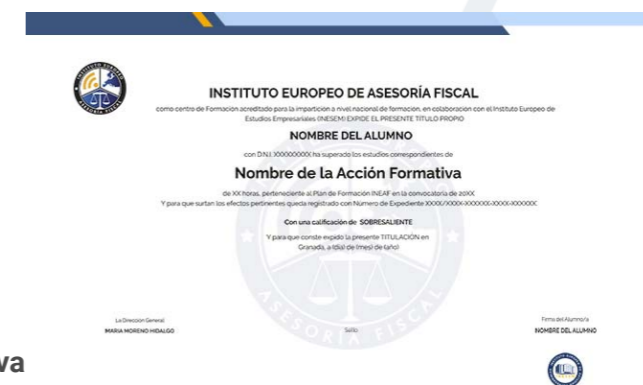 INSTITUTO EUROPEO DE ASESORÍA FISCAL
como centro de Formación acreditado para la impartición a nivel nacional de formación, en colaboración con el Instituto Europeo de
Estudios Empresariales (INESEM) EXPIDE EL PRESENTE TÍTULO PROPIO
NOMBRE DEL ALUMNO
con D.N.I. XXXXXXXXX ha superado los estudios correspondientes de
Nombre de la Acción Formativa
de XX horas, perteneciente al Plan de Formación INEAF en la convocatoria de 20XX
Y para que surtan los efectos pertinentes queda registrado con Número de Expediente XXXX/XXXX-XXXXXX-XXXX-XXXXXX
Con una calificación de SOBRESALIENTE
Y para que conste expido la presente TITULACIÓN en
Granada, a (día) de (mes) de (año)
ASESORÍA FISCAL
La Dirección General
MARIA MORENO HIDALGO
Sello
Firma del Alumno/a
NOMBRE DEL ALUMNO
va